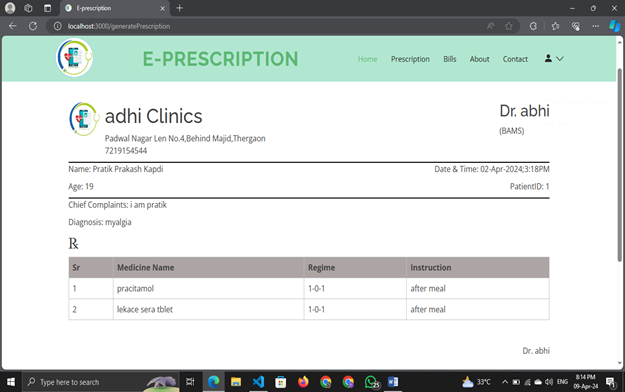 E-prescription
localhost:3000/generatePrescription
E-PRESCRIPTION
Home Prescription Bills About Contact
adhi Clinics
Dr. abhi
Padwal Nagar Len No.4,Behind Majid,Thergaon
(BAMS)
7219154544
Name: Pratik Prakash Kapdi
Date & Time: 02-Apr-2024;3:18PM
Age: 19
PatientID: 1
Chief Complaints: i am pratik
Diagnosis: myalgia
℞
Sr Medicine Name Regime Instruction
1 pracitamol 1-0-1 after meal
2 lekace sera tblet 1-0-1 after meal
Dr. abhi
Type here to search
25
33°C
ENG
8:14 PM
09-Apr-24